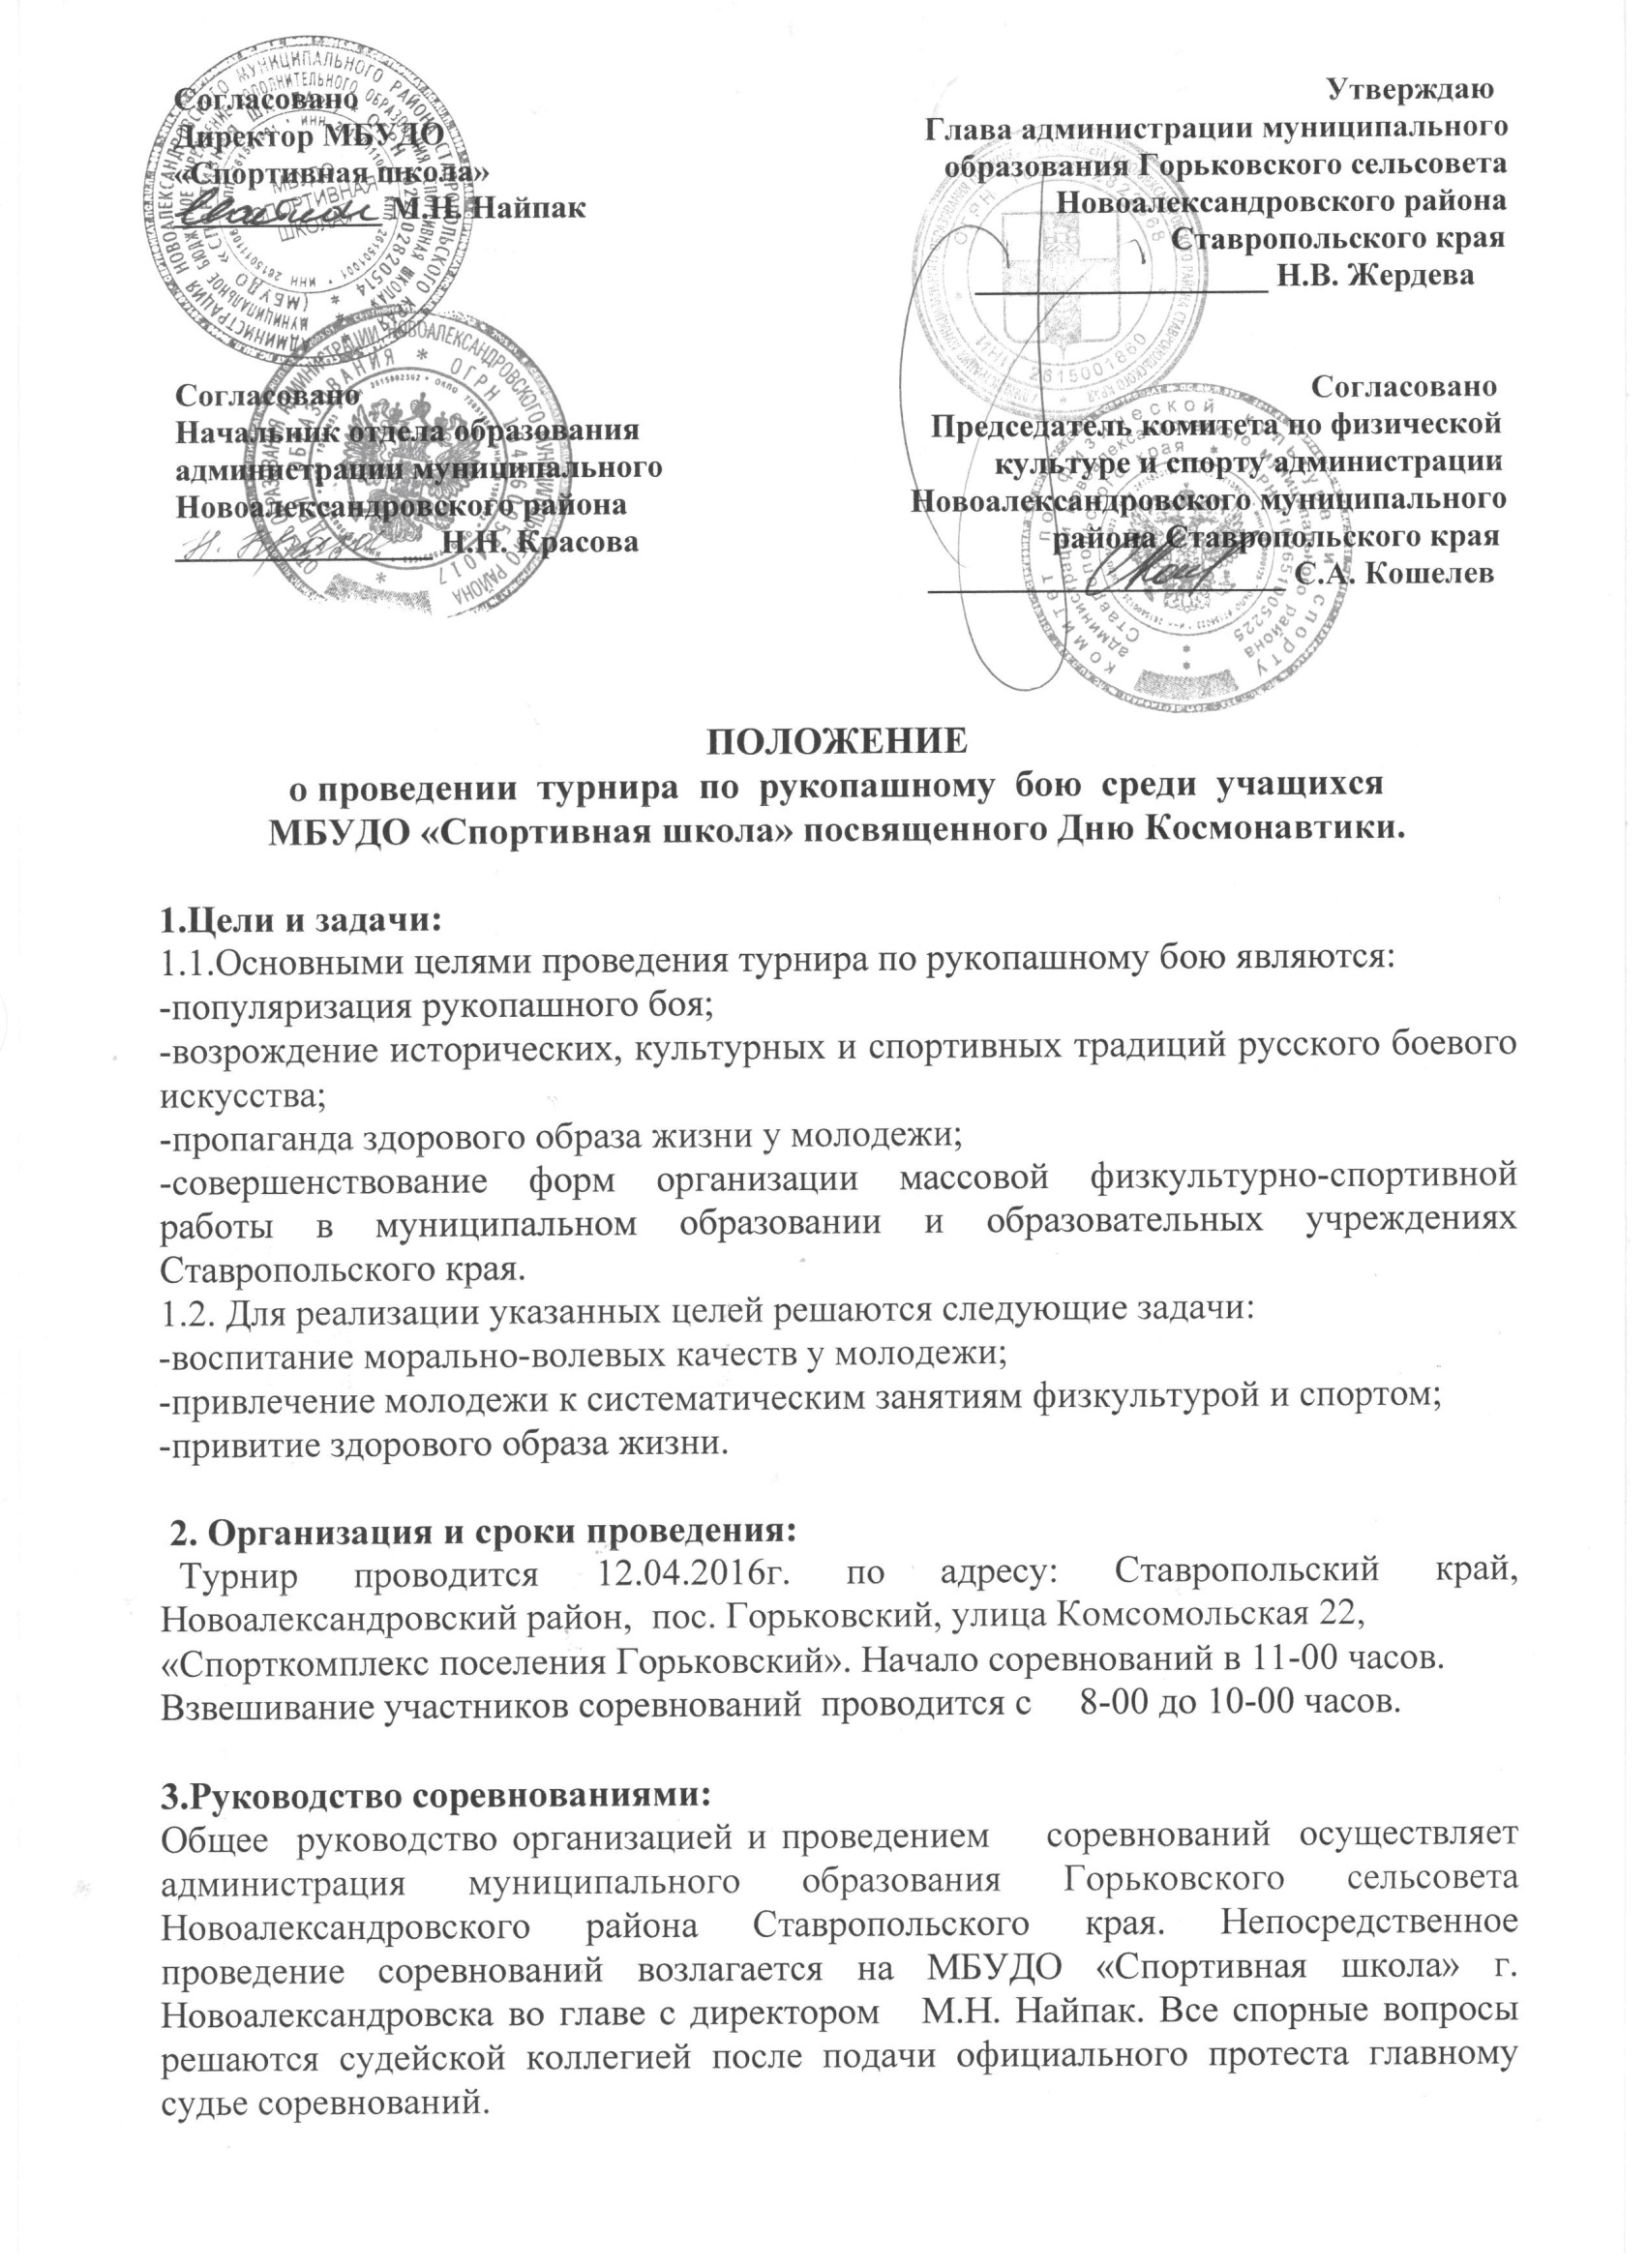 Согласовано
Директор МБУДО
«Спортивная школа»
М.Н. Найпак
Утверждаю
Глава администрации муниципального
образования Горьковского сельсовета
Новоалександровского района
Ставропольского края
Н.В. Жердева
Согласовано
Начальник отдела образования
администрации муниципального
Новоалександровского района
Н.Н. Красова
Согласовано
Председатель комитета по физической
культуре и спорту администрации
Новоалександровского муниципального
района Ставропольского края
С.А. Кошелев
ПОЛОЖЕНИЕ
о проведении турнира по рукопашному бою среди учащихся
МБУДО «Спортивная школа» посвященного Дню Космонавтики.
1.Цели и задачи:
1.1.Основными целями проведения турнира по рукопашному бою являются:
-популяризация рукопашного боя;
-возрождение исторических, культурных и спортивных традиций русского боевого
искусства;
-пропаганда здорового образа жизни у молодежи;
-совершенствование форм организации массовой физкультурно-спортивной
работы в муниципальном образовании и образовательных учреждениях
Ставропольского края.
1.2. Для реализации указанных целей решаются следующие задачи:
-воспитание морально-волевых качеств у молодежи;
-привлечение молодежи к систематическим занятиям физкультурой и спортом;
-привитие здорового образа жизни.
2. Организация и сроки проведения:
Турнир проводится 12.04.2016г. по адресу: Ставропольский край,
Новоалександровский район, пос. Горьковский, улица Комсомольская 22,
«Спорткомплекс поселения Горьковский». Начало соревнований в 11-00 часов.
Взвешивание участников соревнований проводится с 8-00 до 10-00 часов.
3.Руководство соревнованиями:
Общее руководство организацией и проведением соревнований осуществляет
администрация муниципального образования Горьковского сельсовета
Новоалександровского района Ставропольского края. Непосредственное
проведение соревнований возлагается на МБУДО «Спортивная школа» г.
Новоалександровска во главе с директором М.Н. Найпак. Все спорные вопросы
решаются судейской коллегией после подачи официального протеста главному
судье соревнований.